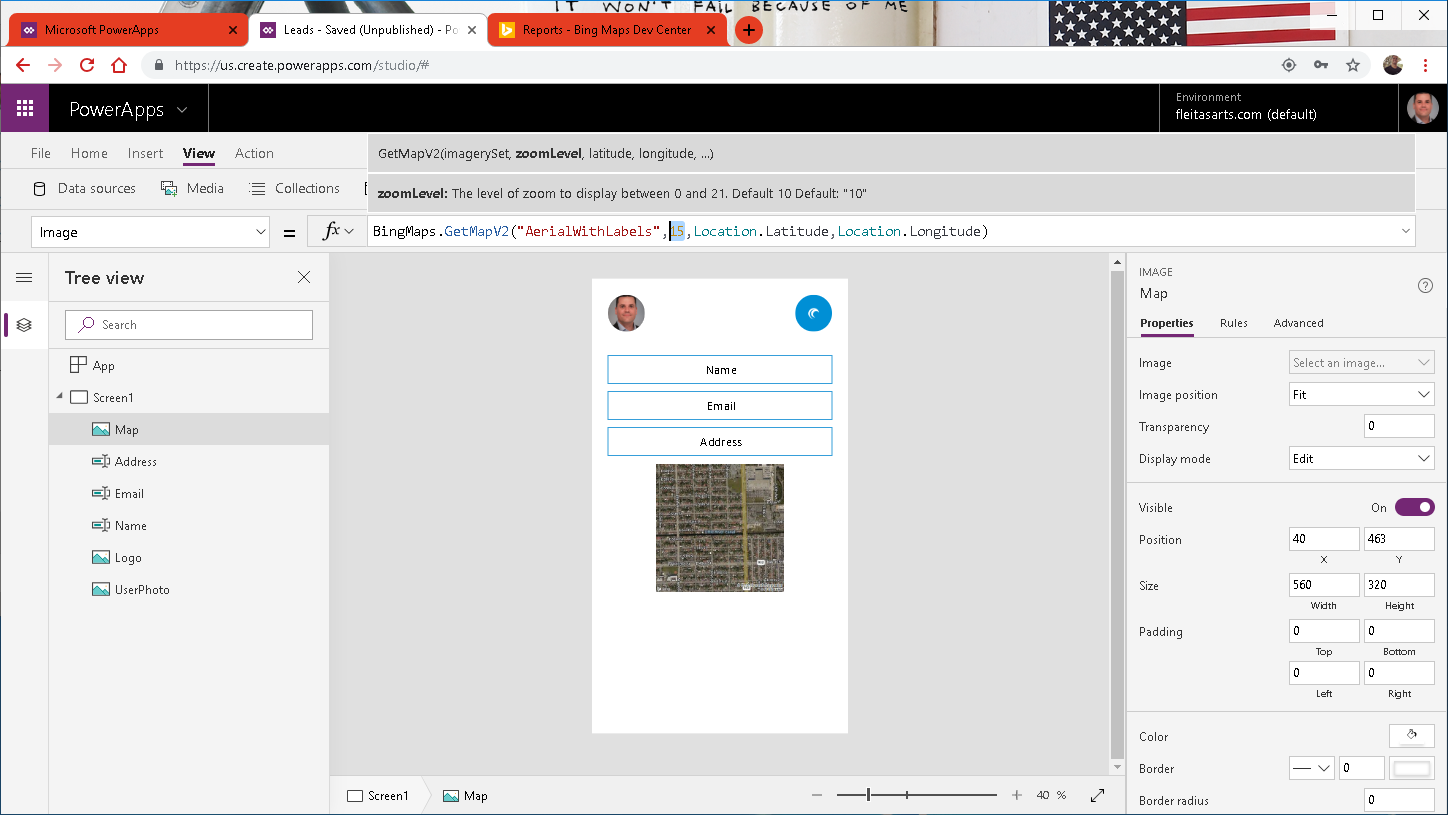 IT WON'T FAIL BECAUSE OF ME
Microsoft PowerApps
Leads - Saved (Unpublished) - Po
Reports - Bing Maps Dev Center
https://us.create.powerapps.com/studio/#
PowerApps
Environment
fleitasarts.com (default)
File Home Insert View Action
GetMapV2(imagerySet, zoomLevel, latitude, longitude, ...)
Data sources Media Collections
zoomLevel: The level of zoom to display between 0 and 21. Default 10 Default: "10"
Image = fx BingMaps.GetMapV2("AerialWithLabels",15,Location.Latitude,Location.Longitude)
Tree view
Search
App
Screen1
Map
Address
Email
Name
Logo
UserPhoto
Name
Email
Address
Screen1 Map
40 %
IMAGE
Map
Properties Rules Advanced
Image Select an image...
Image position Fit
Transparency 0
Display mode Edit
Visible On
Position 40 463
X Y
Size 560 320
Width Height
Padding 0 0
Top Bottom
0 0
Left Right
Color
Border 0
Border radius 0